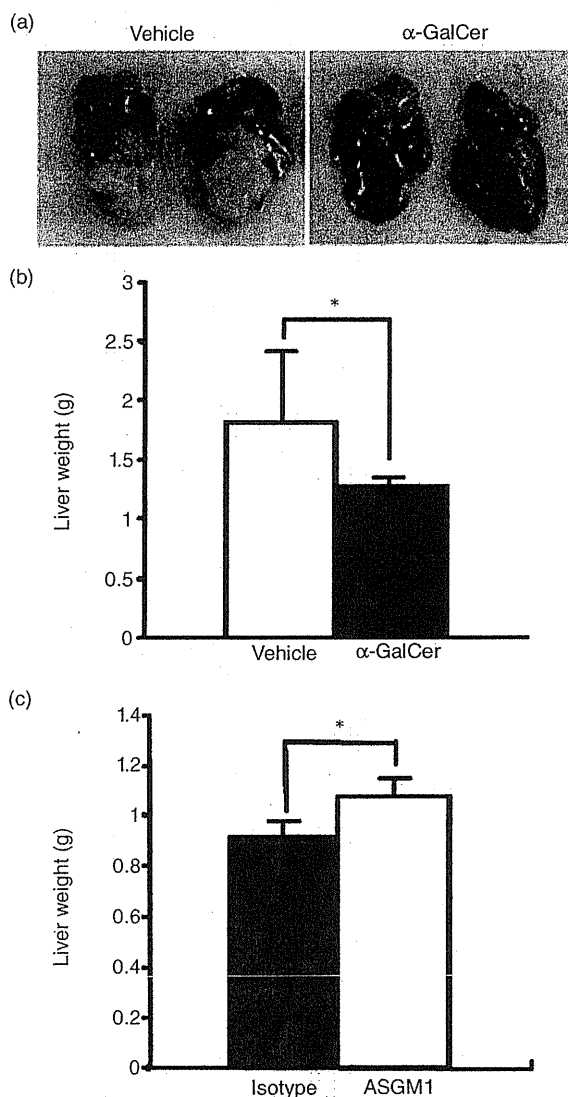 (a)
Vehicle α-GalCer
(b)
3
2.5
2
1.5
1
0.5
0
Liver weight (g)
*
Vehicle α-GalCer
(c)
1.4
1.2
1
0.8
0.6
0.4
0.2
0
Liver weight (g)
*
Isotype ASGM1